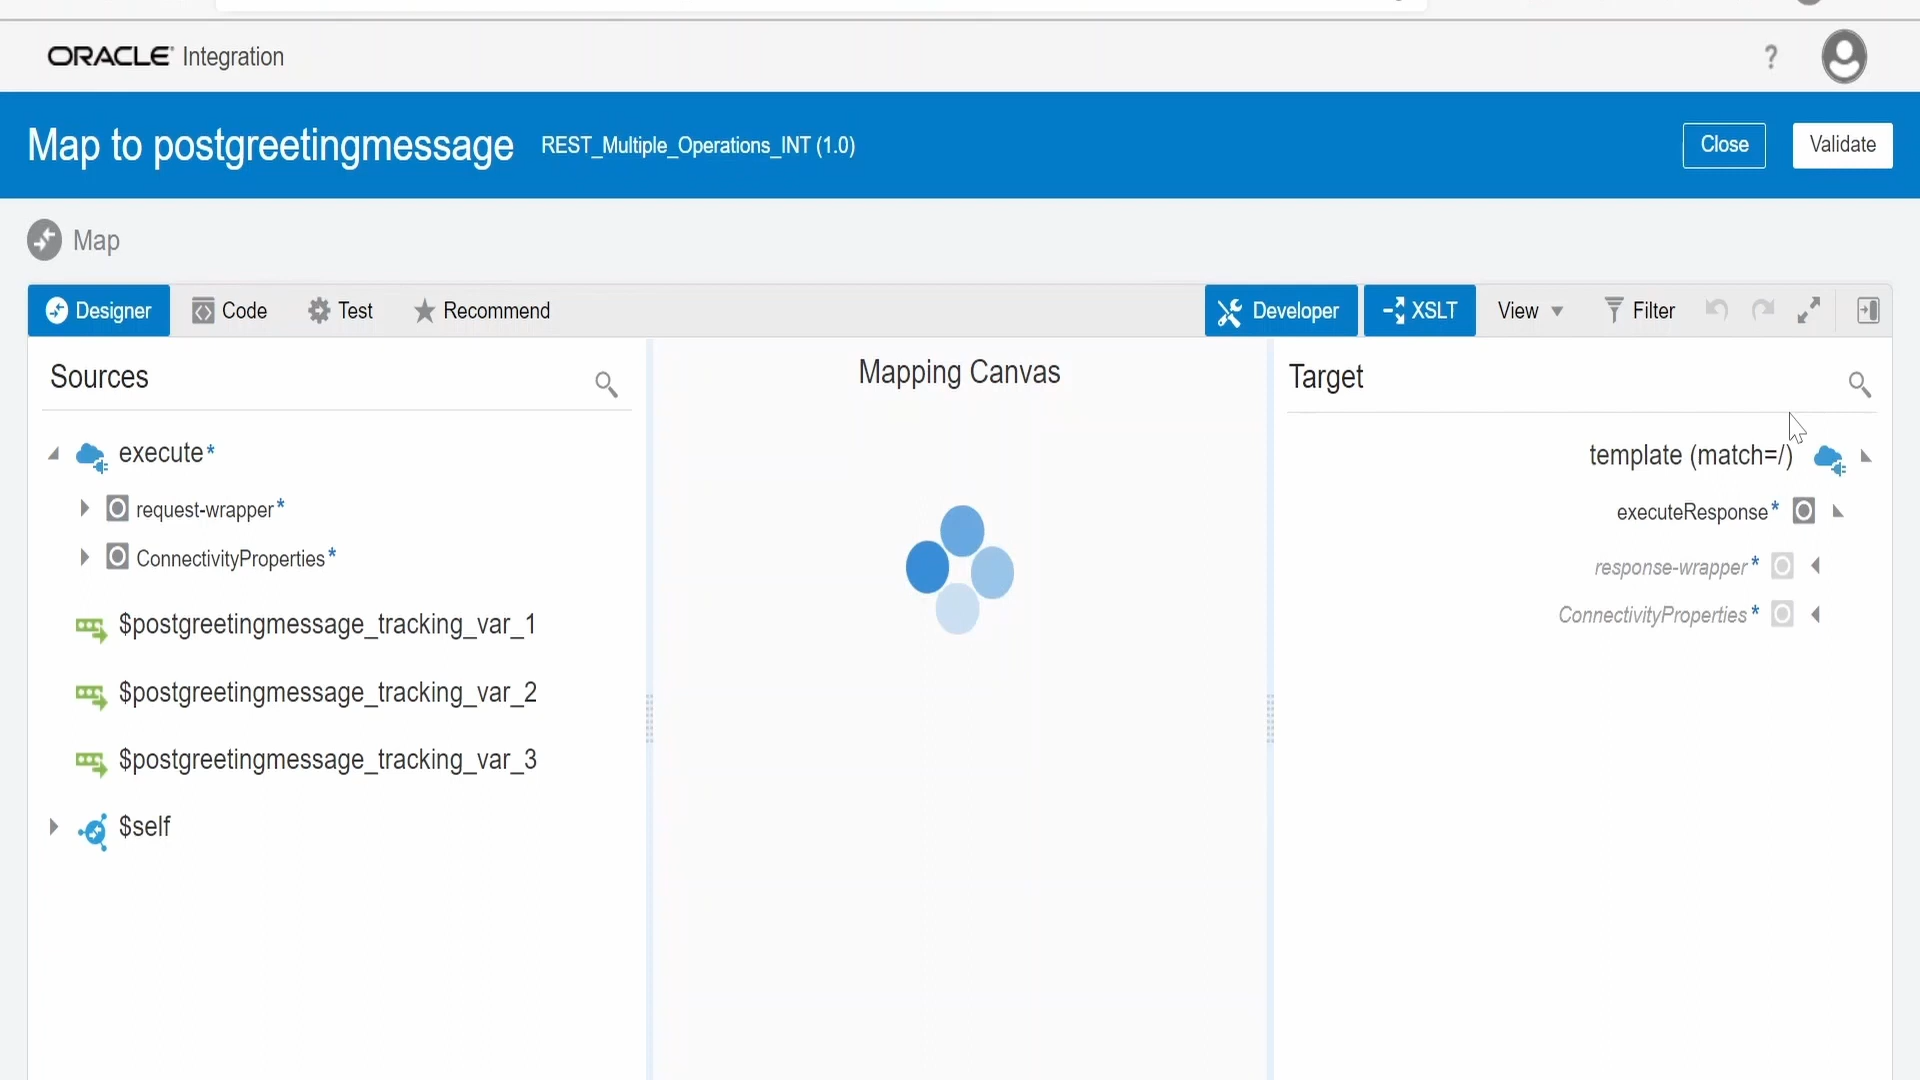 ORACLE Integration
?
Map to postgreetingmessage REST_Multiple_Operations_INT (1.0)
Close
Validate
Map
Designer
Code
Test
Recommend
Developer
XSLT
View
Filter
Sources
Mapping Canvas
Target
execute*
request-wrapper*
ConnectivityProperties*
$postgreetingmessage_tracking_var_1
$postgreetingmessage_tracking_var_2
$postgreetingmessage_tracking_var_3
$self
template (match=/)
executeResponse*
response-wrapper*
ConnectivityProperties*